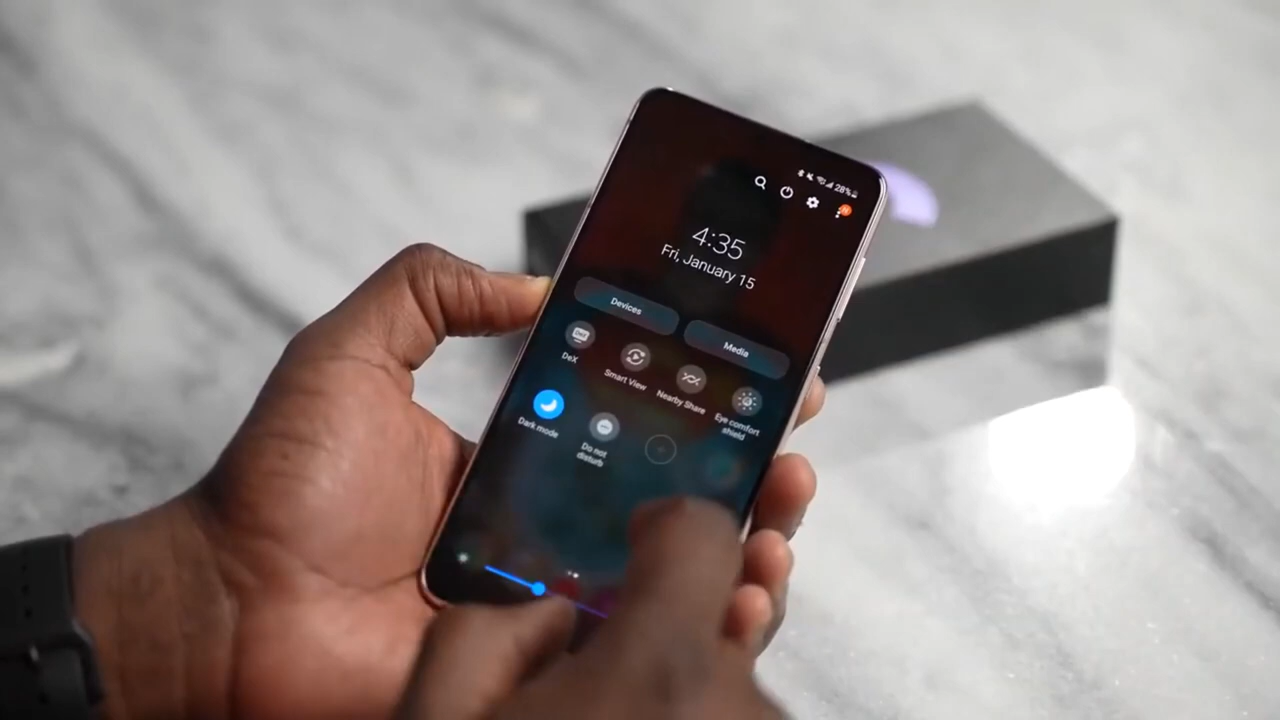 28%
N
4:35
Fri, January 15
Devices
Media
DeX
DeX
Smart View
Nearby Share
Eye comfort
shield
Dark mode
Do not
disturb